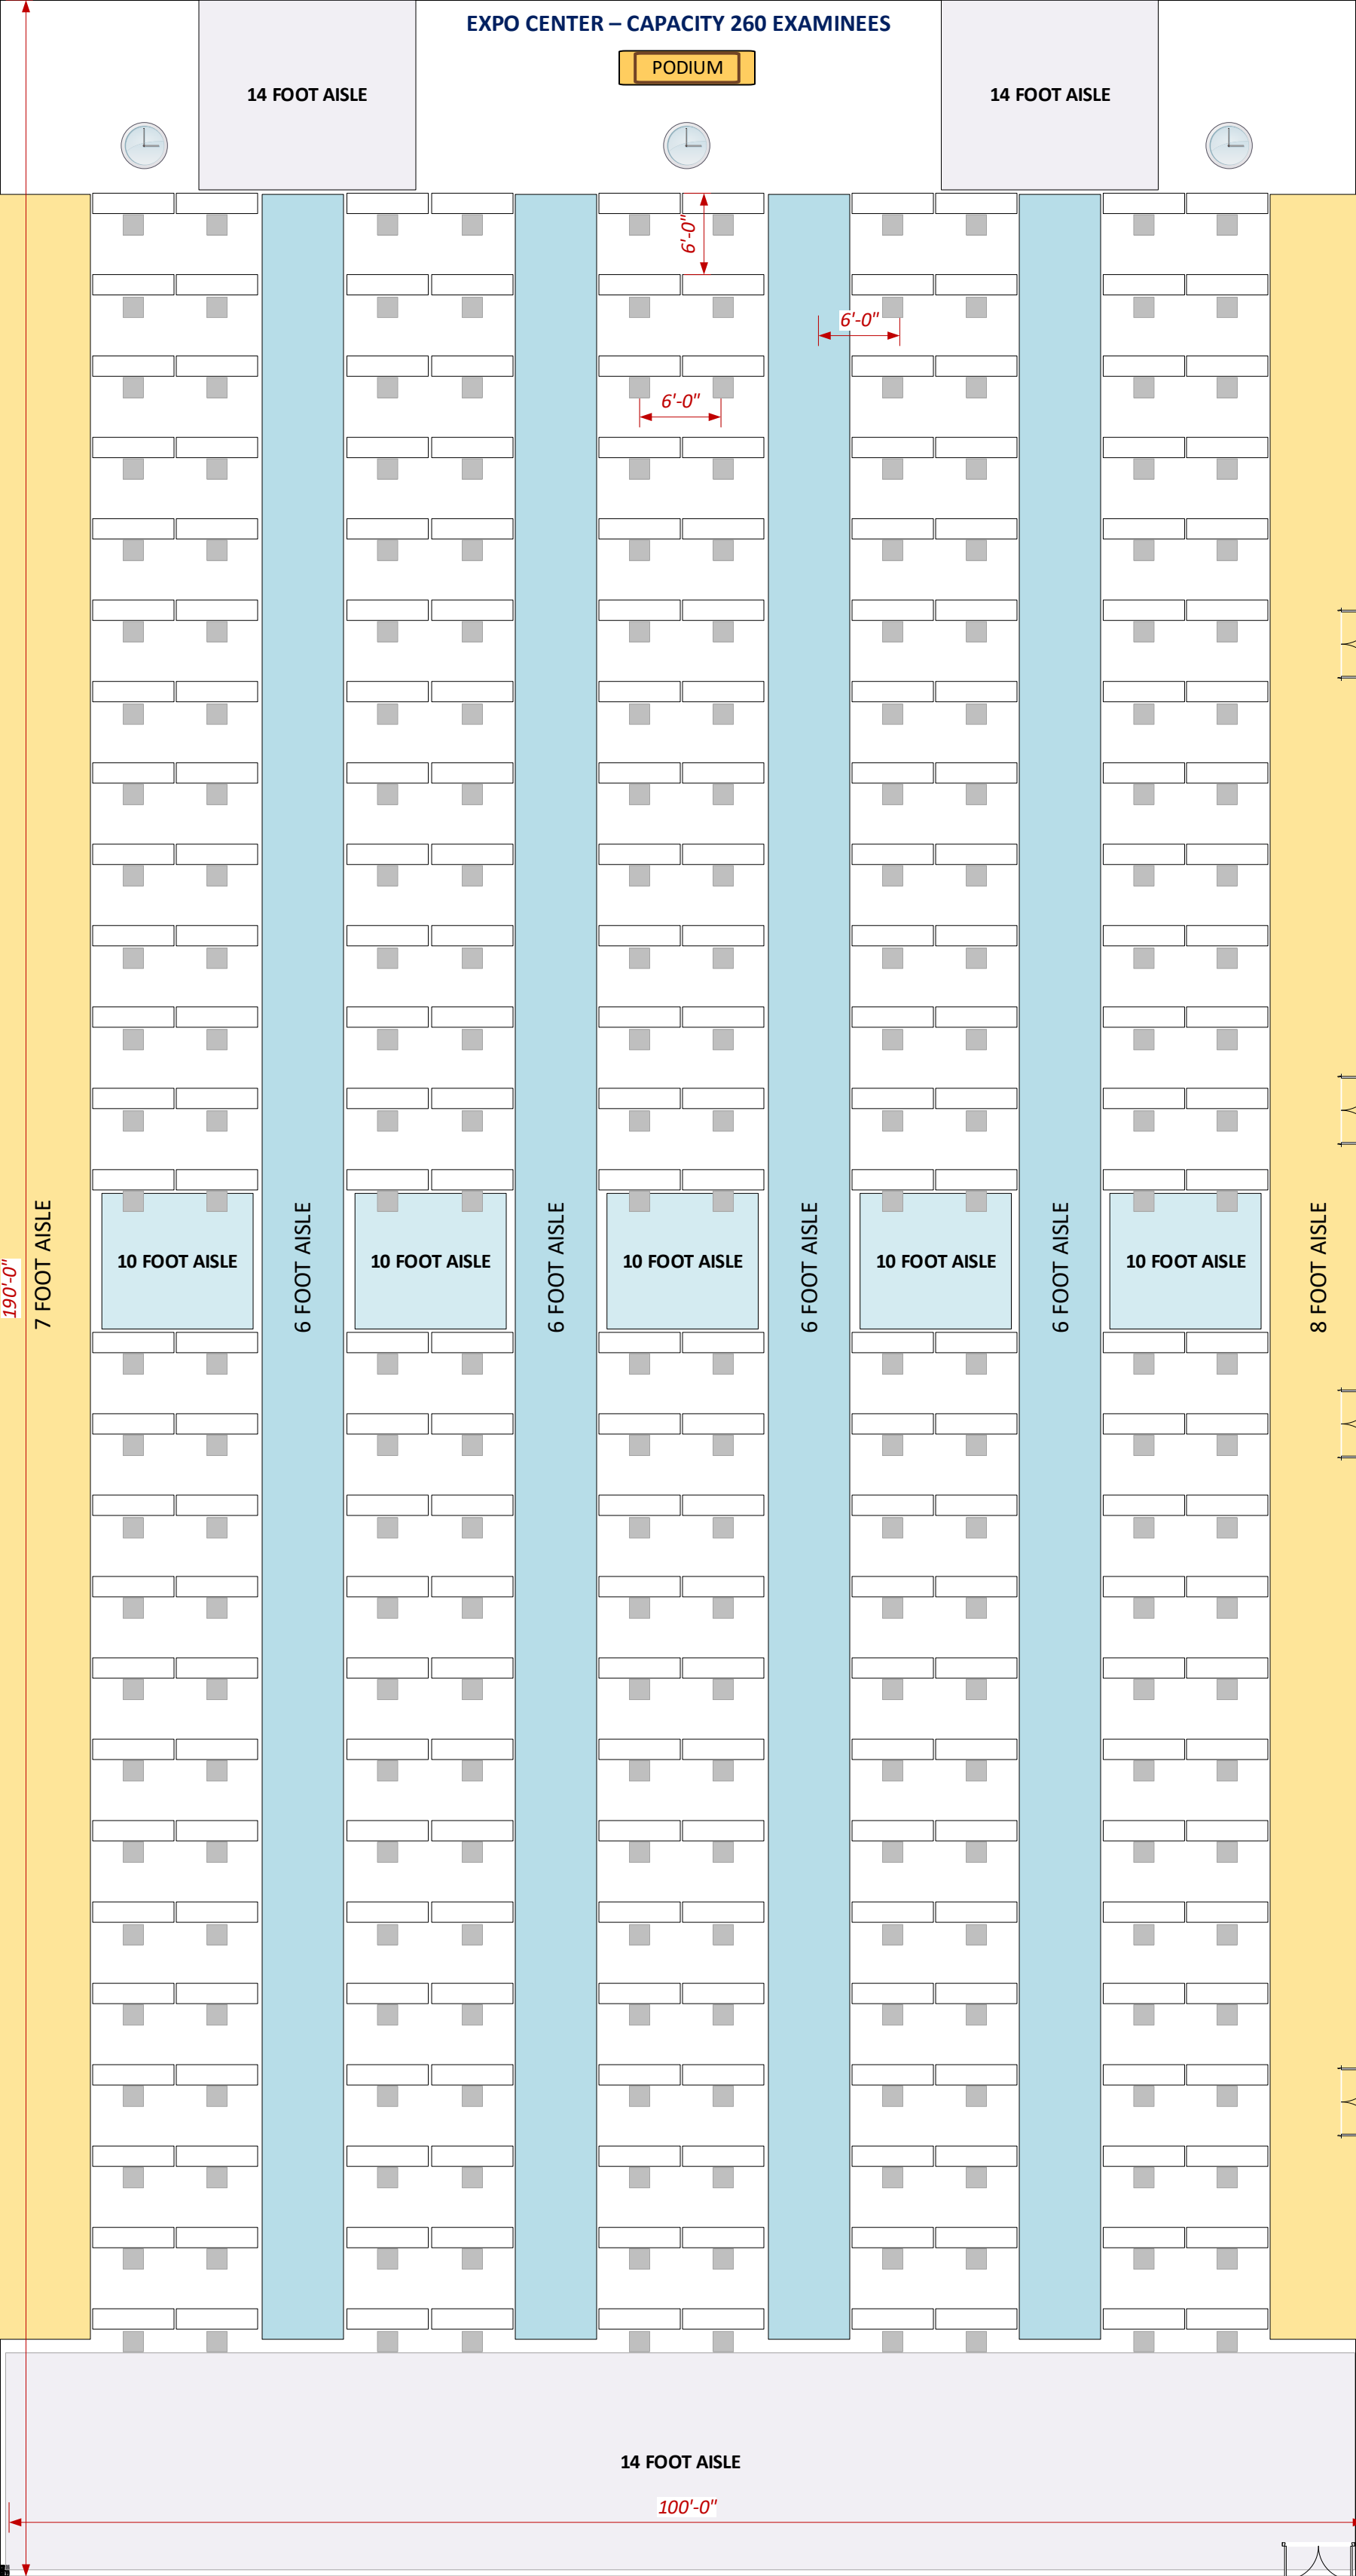 EXPO CENTER – CAPACITY 260 EXAMINEES
PODIUM
14 FOOT AISLE
14 FOOT AISLE
6'-0"
6'-0"
6'-0"
190'-0"
7 FOOT AISLE
10 FOOT AISLE
6 FOOT AISLE
10 FOOT AISLE
6 FOOT AISLE
10 FOOT AISLE
6 FOOT AISLE
10 FOOT AISLE
6 FOOT AISLE
10 FOOT AISLE
8 FOOT AISLE
14 FOOT AISLE
100'-0"